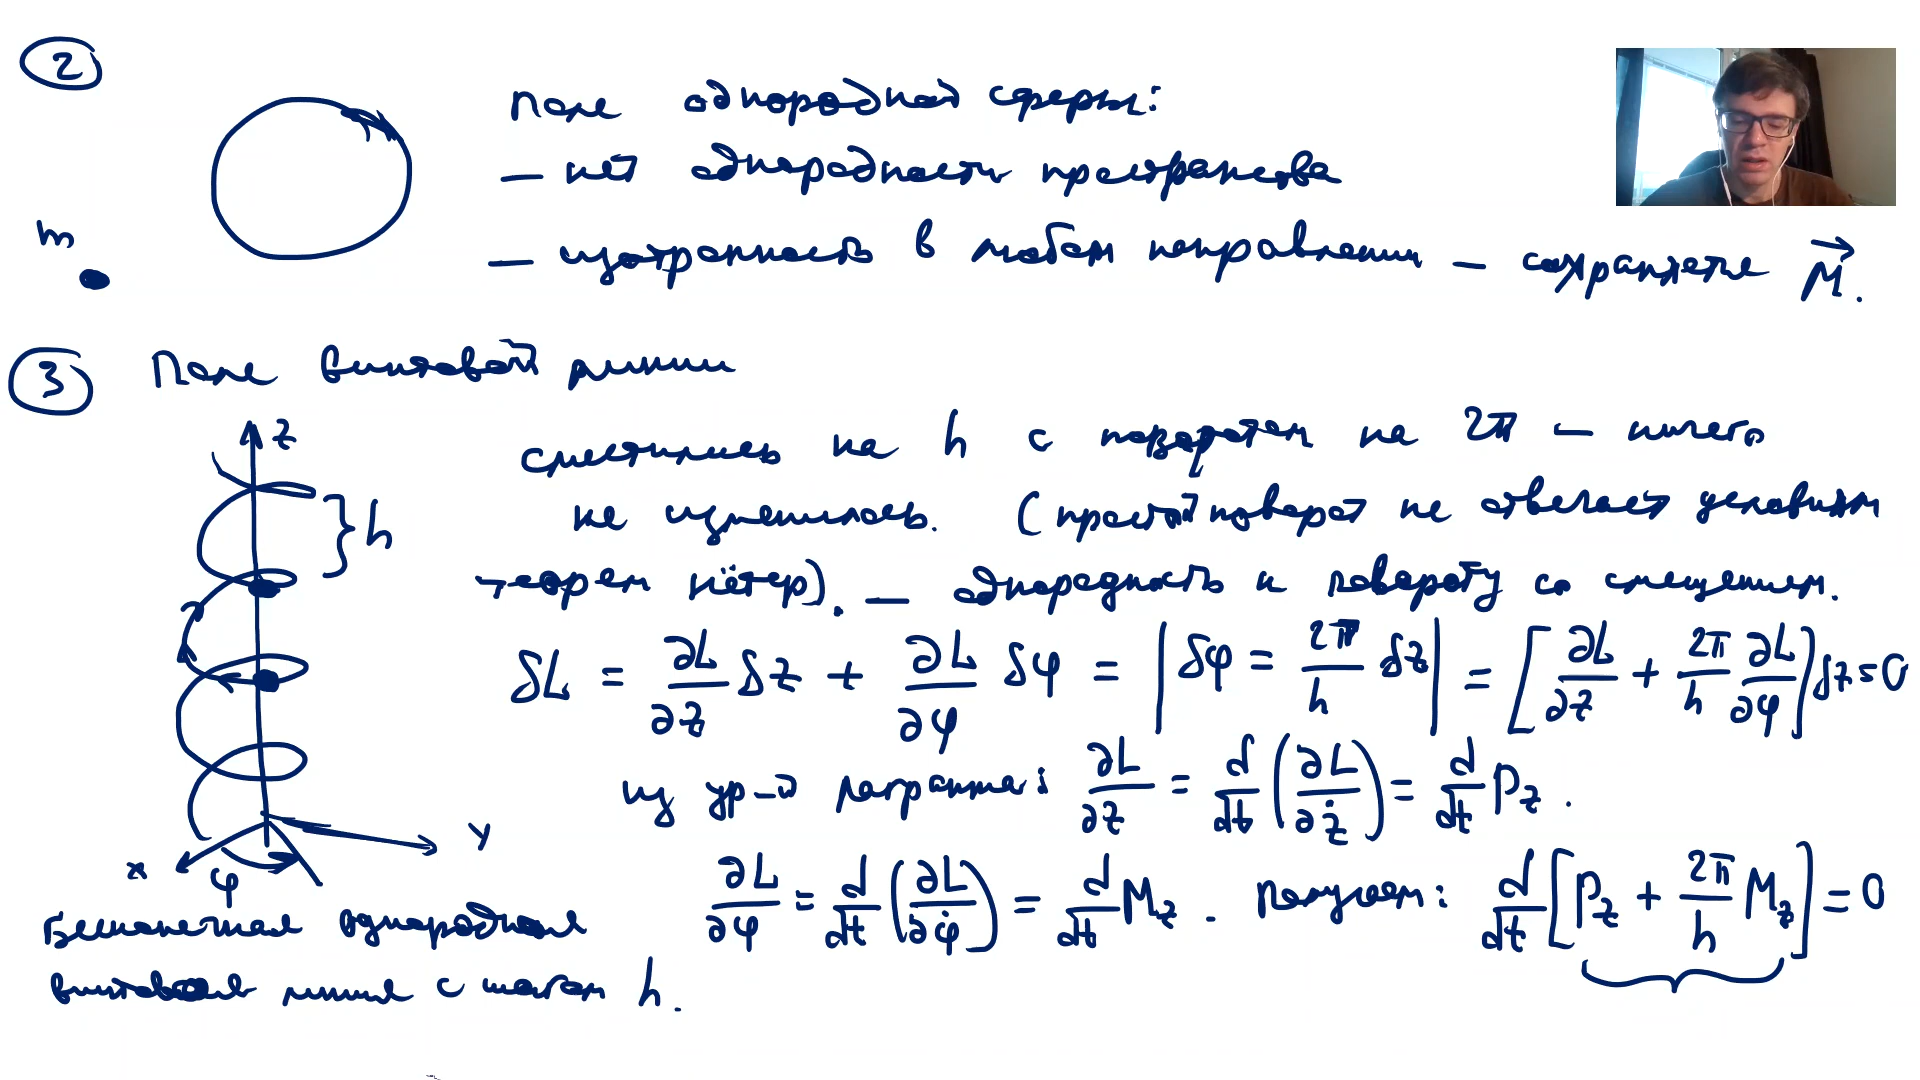 2
m
Поле однородной сферы:
— нет однородности пространства
— изотропность в любом направлении — сохраняется \vec{M}.
3 Поле винтовой линии
z
h
x
y
φ
Бесконечная однородная
винтовая линия с шагом h.
сместились на h с поворотом на 2π — ничего
не изменилось. (простой поворот не отвечает условиям
теорем Нётер). — однородность к повороту со смещением.
δL = ∂L/∂z δz + ∂L/∂φ δφ = | δφ = 2π/h δz | = [∂L/∂z + 2π/h ∂L/∂φ] δz = 0
из ур-й Лагранжа: ∂L/∂z = d/dt (∂L/∂ż) = d/dt p_z .
∂L/∂φ = d/dt (∂L/∂φ̇) = d/dt M_z . Получаем: d/dt [p_z + 2π/h M_z] = 0